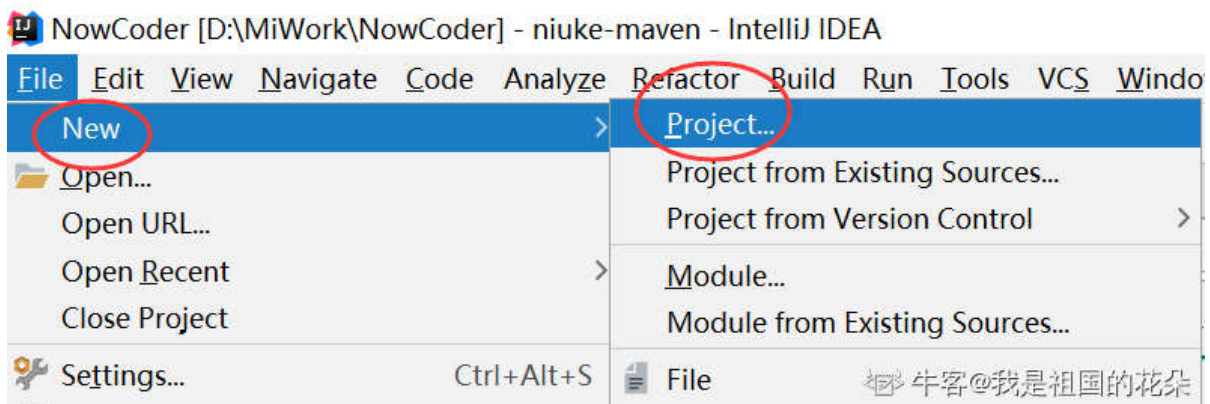 NowCoder [D:\MiWork\NowCoder] - niuke-maven - IntelliJ IDEA
File Edit View Navigate Code Analyze Refactor Build Run Tools VCS Windo
New
Project...
Open...
Project from Existing Sources...
Open URL...
Project from Version Control
Open Recent
Module...
Close Project
Module from Existing Sources...
Settings... Ctrl+Alt+S
File
牛客@我是祖国的花朵